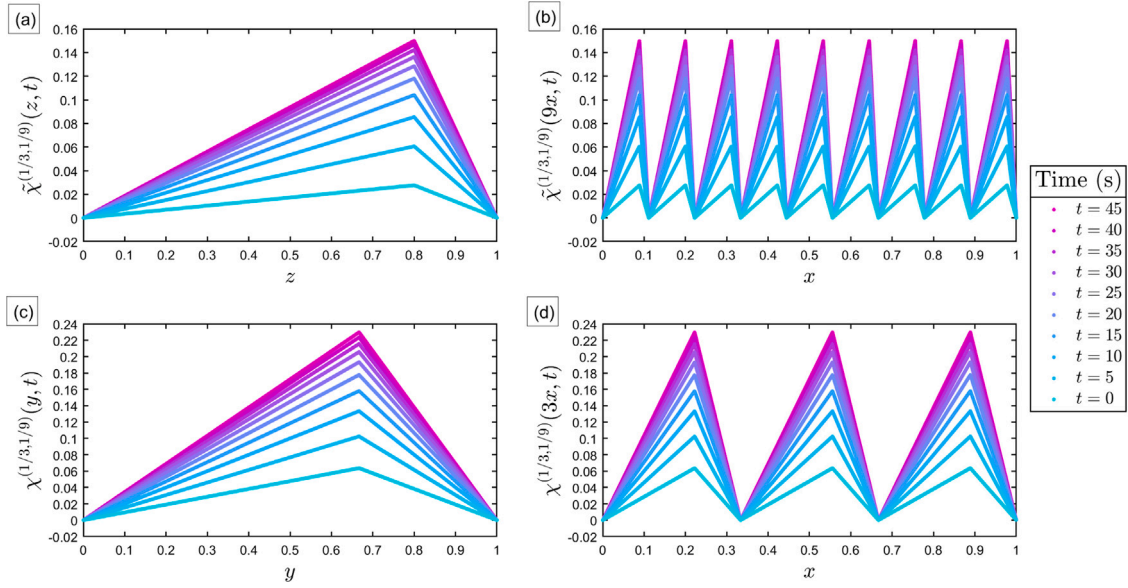 (a)
0.16
0.14
0.12
0.1
0.08
0.06
0.04
0.02
0
-0.02
χ̃^(1/3,1/9)(z, t)
0 0.1 0.2 0.3 0.4 0.5 0.6 0.7 0.8 0.9 1
z
(b)
0.16
0.14
0.12
0.1
0.08
0.06
0.04
0.02
0
-0.02
χ̃^(1/3,1/9)(9x, t)
0 0.1 0.2 0.3 0.4 0.5 0.6 0.7 0.8 0.9 1
x
(c)
0.24
0.22
0.2
0.18
0.16
0.14
0.12
0.1
0.08
0.06
0.04
0.02
0
-0.02
χ^(1/3,1/9)(y, t)
0 0.1 0.2 0.3 0.4 0.5 0.6 0.7 0.8 0.9 1
y
(d)
0.24
0.22
0.2
0.18
0.16
0.14
0.12
0.1
0.08
0.06
0.04
0.02
0
-0.02
χ^(1/3,1/9)(3x, t)
0 0.1 0.2 0.3 0.4 0.5 0.6 0.7 0.8 0.9 1
x
Time (s)
t = 45
t = 40
t = 35
t = 30
t = 25
t = 20
t = 15
t = 10
t = 5
t = 0